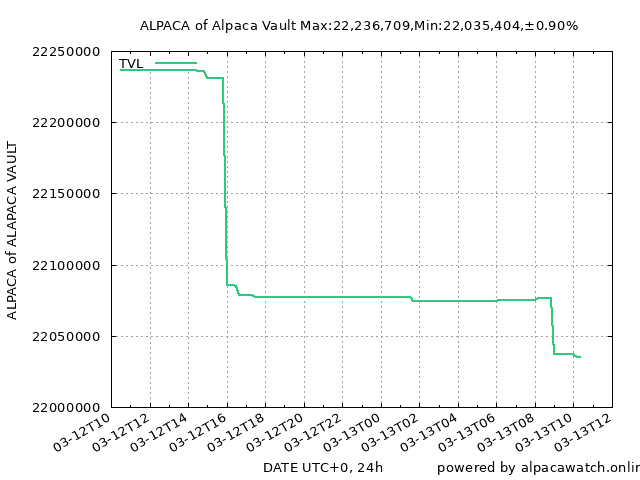 ALPACA of Alpaca Vault Max:22,236,709,Min:22,035,404,±0.90%
22250000
TVL
22200000
22150000
22100000
22050000
22000000
ALPACA of ALAPACA VAULT
03-12T10
03-12T12
03-12T14
03-12T16
03-12T18
03-12T20
03-12T22
03-13T00
03-13T02
03-13T04
03-13T06
03-13T08
03-13T10
03-13T12
DATE UTC+0, 24h
powered by alpacawatch.onlin